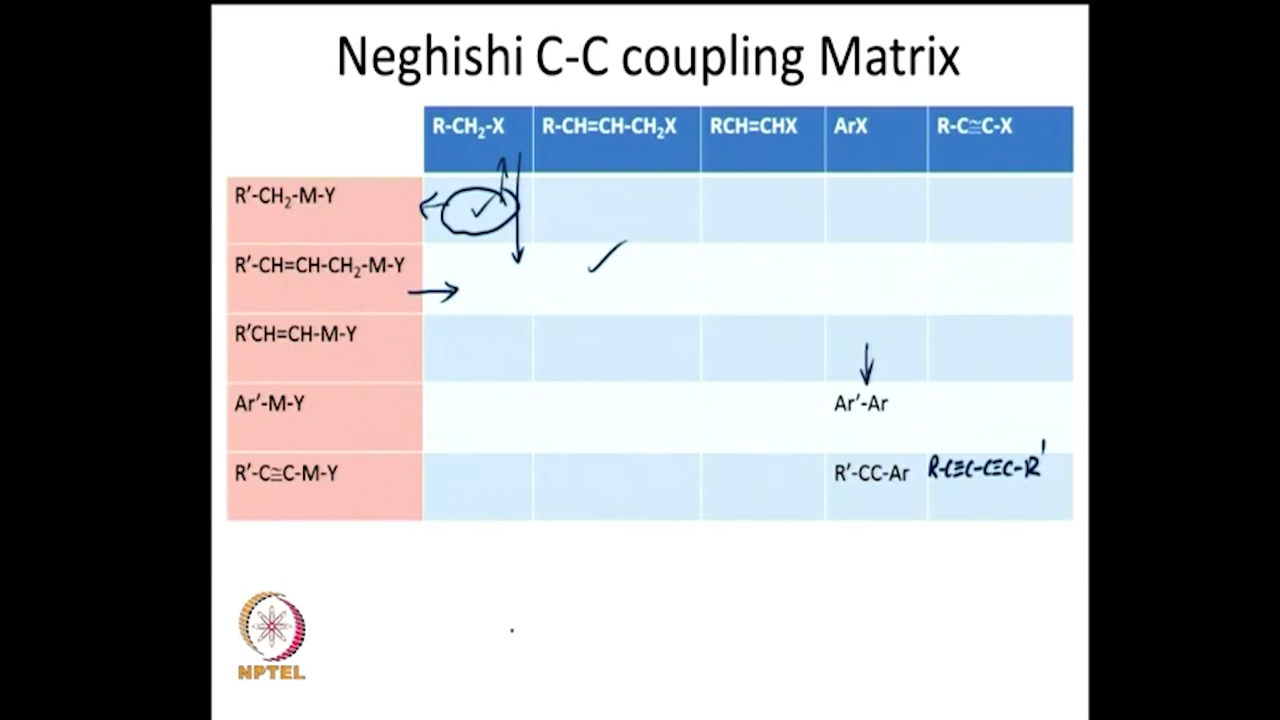 Neghishi C-C coupling Matrix
R-CH₂-X R-CH=CH-CH₂X RCH=CHX ArX R-C≅C-X
R′-CH₂-M-Y
R′-CH=CH-CH₂-M-Y
R′CH=CH-M-Y
Ar′-M-Y Ar′-Ar
R′-C≅C-M-Y R′-CC-Ar R-C≡C-C≡C-R'
NPTEL